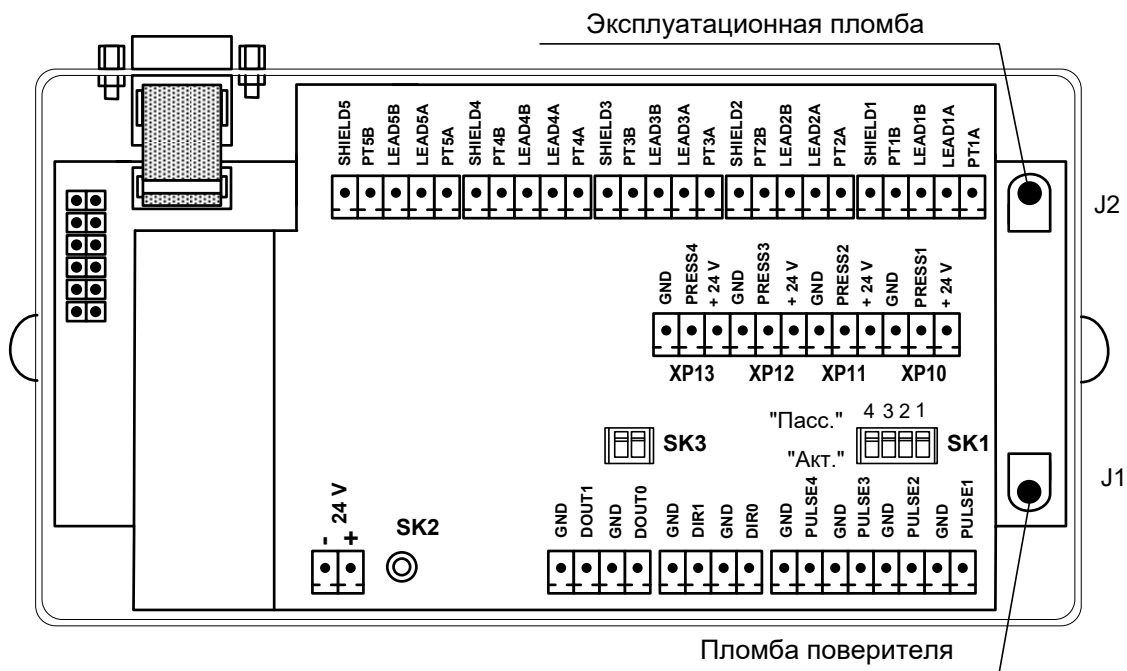 Эксплуатационная пломба
SHIELD5
PT5B
LEAD5B
LEAD5A
PT5A
SHIELD4
PT4B
LEAD4B
LEAD4A
PT4A
SHIELD3
PT3B
LEAD3B
LEAD3A
PT3A
SHIELD2
PT2B
LEAD2B
LEAD2A
PT2A
SHIELD1
PT1B
LEAD1B
LEAD1A
PT1A
J2
GND
PRESS4
+ 24 V
GND
PRESS3
+ 24 V
GND
PRESS2
+ 24 V
GND
PRESS1
+ 24 V
XP13 XP12 XP11 XP10
"Пасс." 4 3 2 1
SK3
SK1
"Акт."
J1
- +
24 V
SK2
GND
DOUT1
GND
DOUT0
GND
DIR1
GND
DIR0
GND
PULSE4
GND
PULSE3
GND
PULSE2
GND
PULSE1
Пломба поверителя